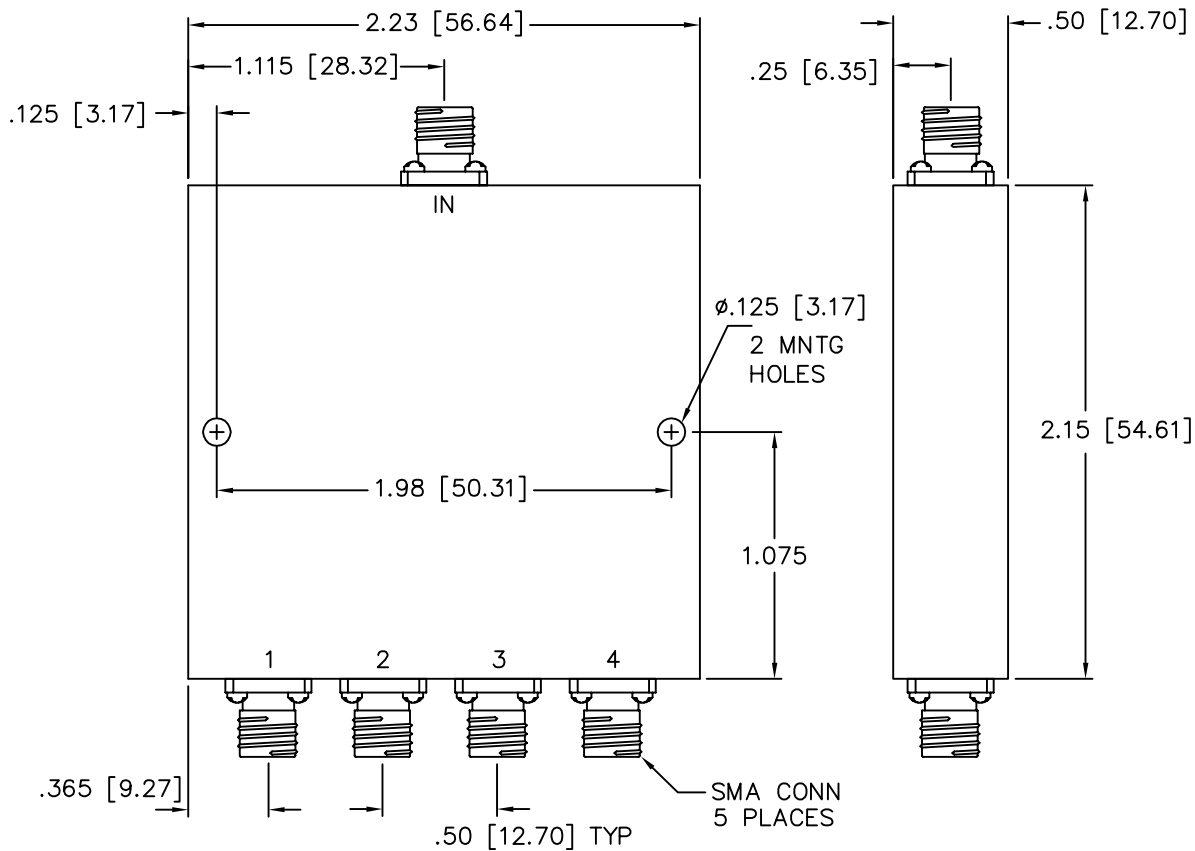 2.23 [56.64]
.50 [12.70]
1.115 [28.32]
.25 [6.35]
.125 [3.17]
IN
ø.125 [3.17]
2 MNTG
HOLES
2.15 [54.61]
1.98 [50.31]
1.075
1 2 3 4
.365 [9.27]
SMA CONN
5 PLACES
.50 [12.70] TYP